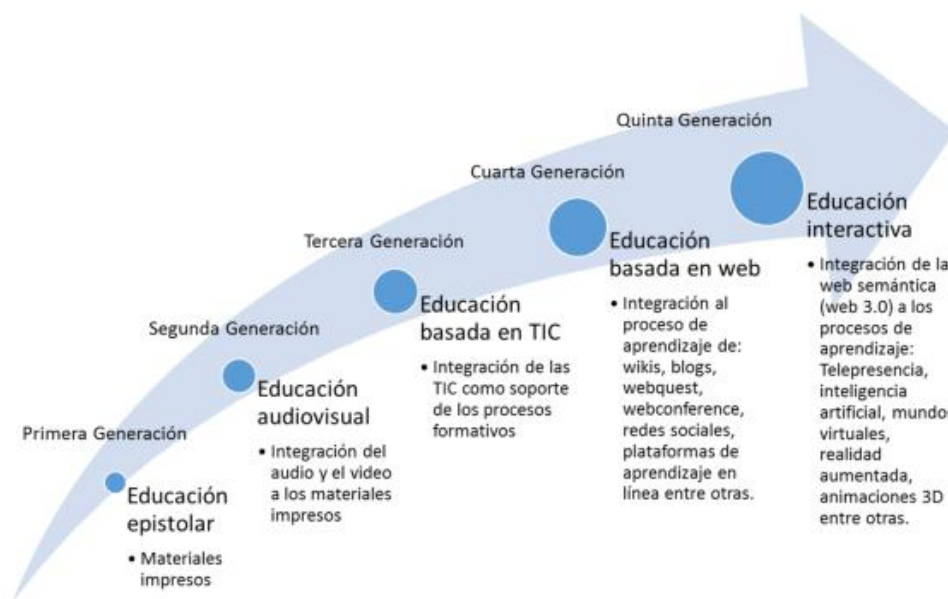 Primera Generación
Educación
epistolar
• Materiales
impresos
Segunda Generación
Educación
audiovisual
• Integración del
audio y el video
a los materiales
impresos
Tercera Generación
Educación
basada en TIC
• Integración de las
TIC como soporte
de los procesos
formativos
Cuarta Generación
Educación
basada en web
• Integración al
proceso de
aprendizaje de:
wikis, blogs,
webquest,
webconference,
redes sociales,
plataformas de
aprendizaje en
línea entre otras.
Quinta Generación
Educación
interactiva
• Integración de la
web semántica
(web 3.0) a los
procesos de
aprendizaje:
Telepresencia,
inteligencia
artificial, mundos
virtuales,
realidad
aumentada,
animaciones 3D
entre otras.